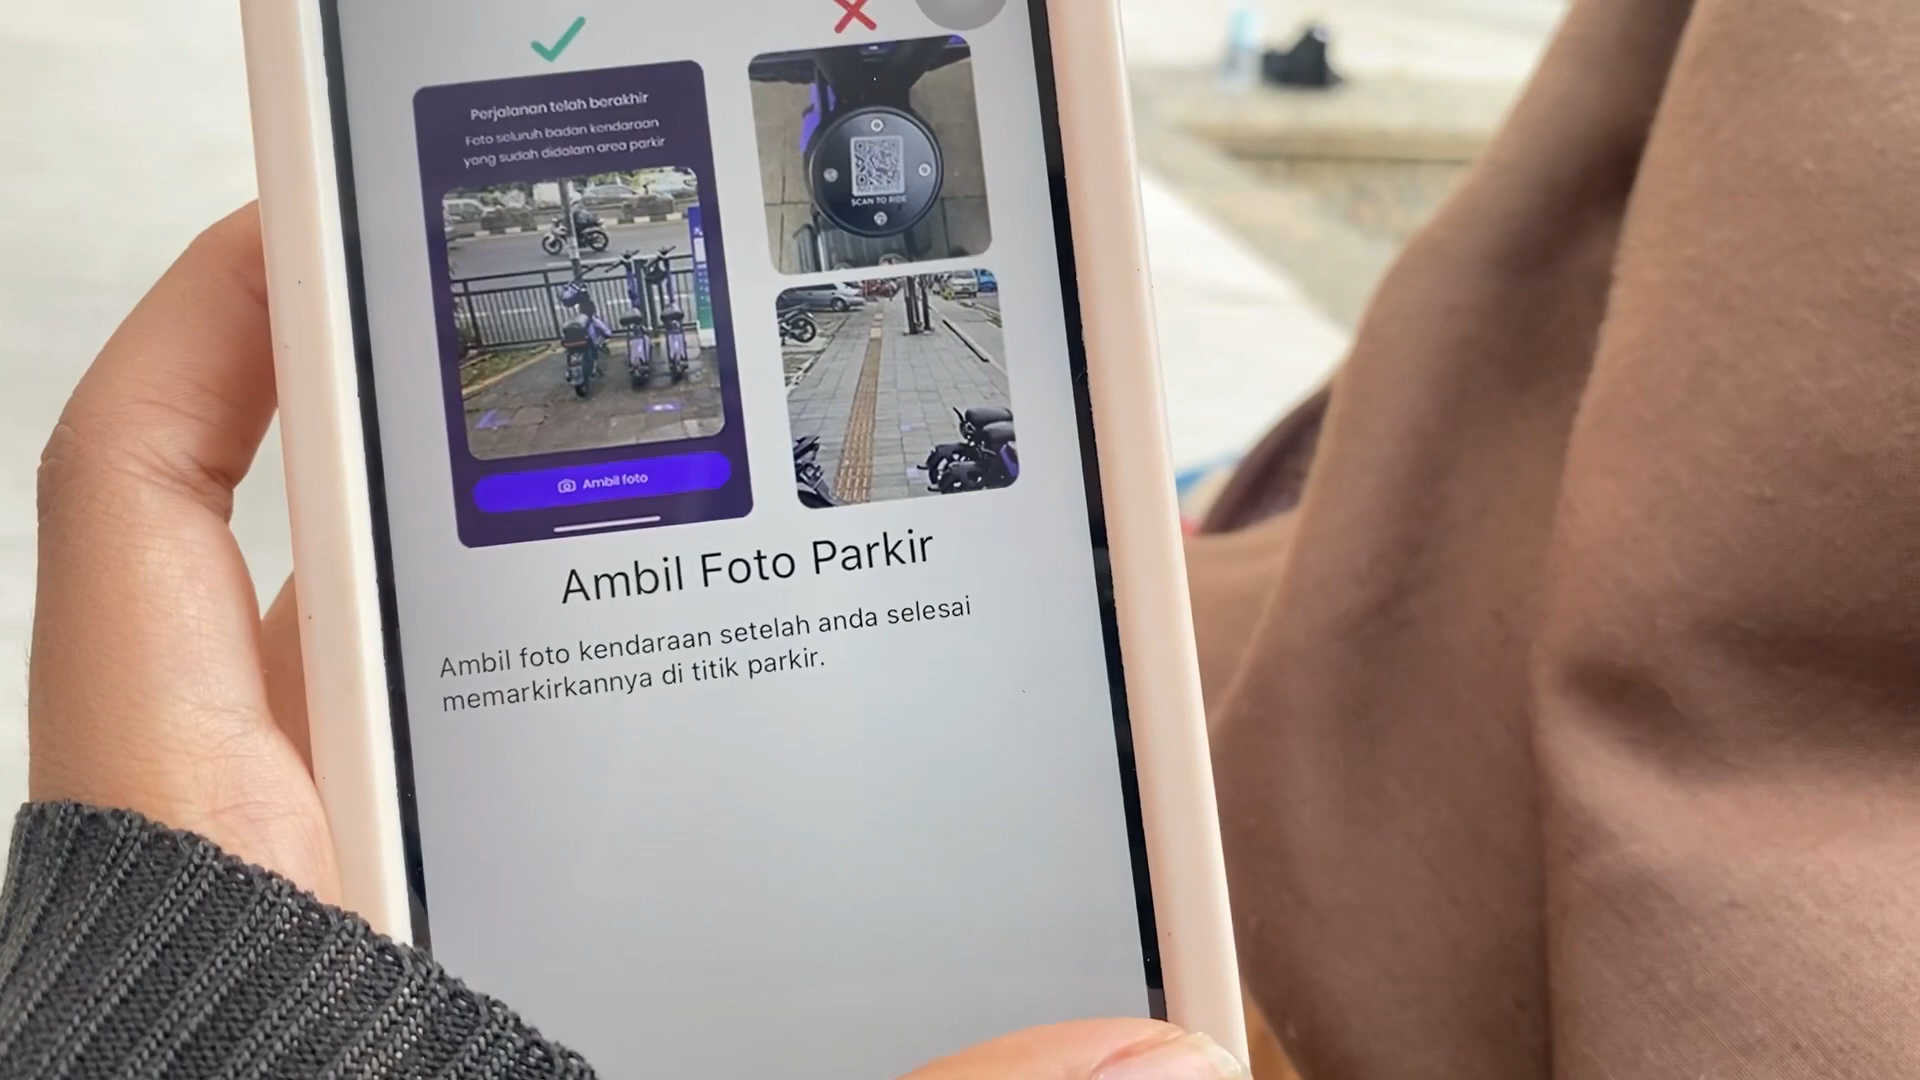 Perjalanan telah berakhir
Foto seluruh badan kendaraan
yang sudah didalam area parkir
Ambil foto
SCAN TO RIDE
Ambil Foto Parkir
Ambil foto kendaraan setelah anda selesai
memarkirkannya di titik parkir.